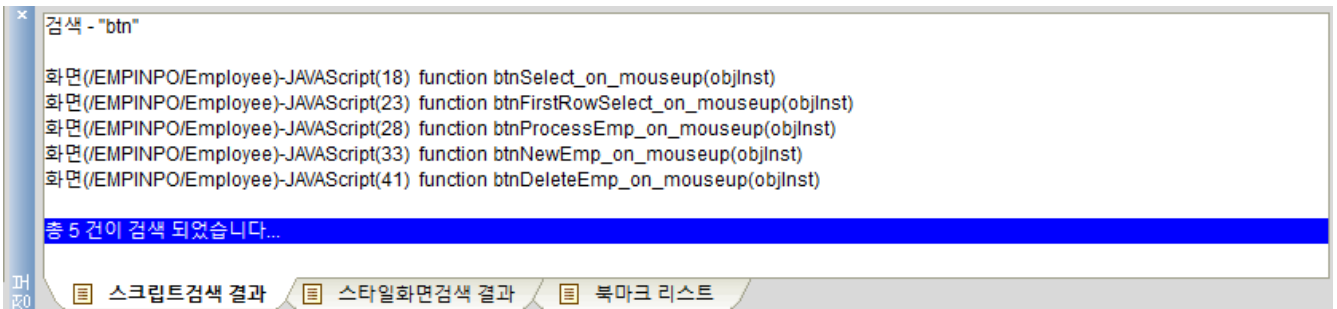 검색 - "btn"
화면(/EMPINPO/Employee)-JAVAScript(18) function btnSelect_on_mouseup(objInst)
화면(/EMPINPO/Employee)-JAVAScript(23) function btnFirstRowSelect_on_mouseup(objInst)
화면(/EMPINPO/Employee)-JAVAScript(28) function btnProcessEmp_on_mouseup(objInst)
화면(/EMPINPO/Employee)-JAVAScript(33) function btnNewEmp_on_mouseup(objInst)
화면(/EMPINPO/Employee)-JAVAScript(41) function btnDeleteEmp_on_mouseup(objInst)
총 5 건이 검색 되었습니다...
스크립트검색 결과 스타일화면검색 결과 북마크 리스트